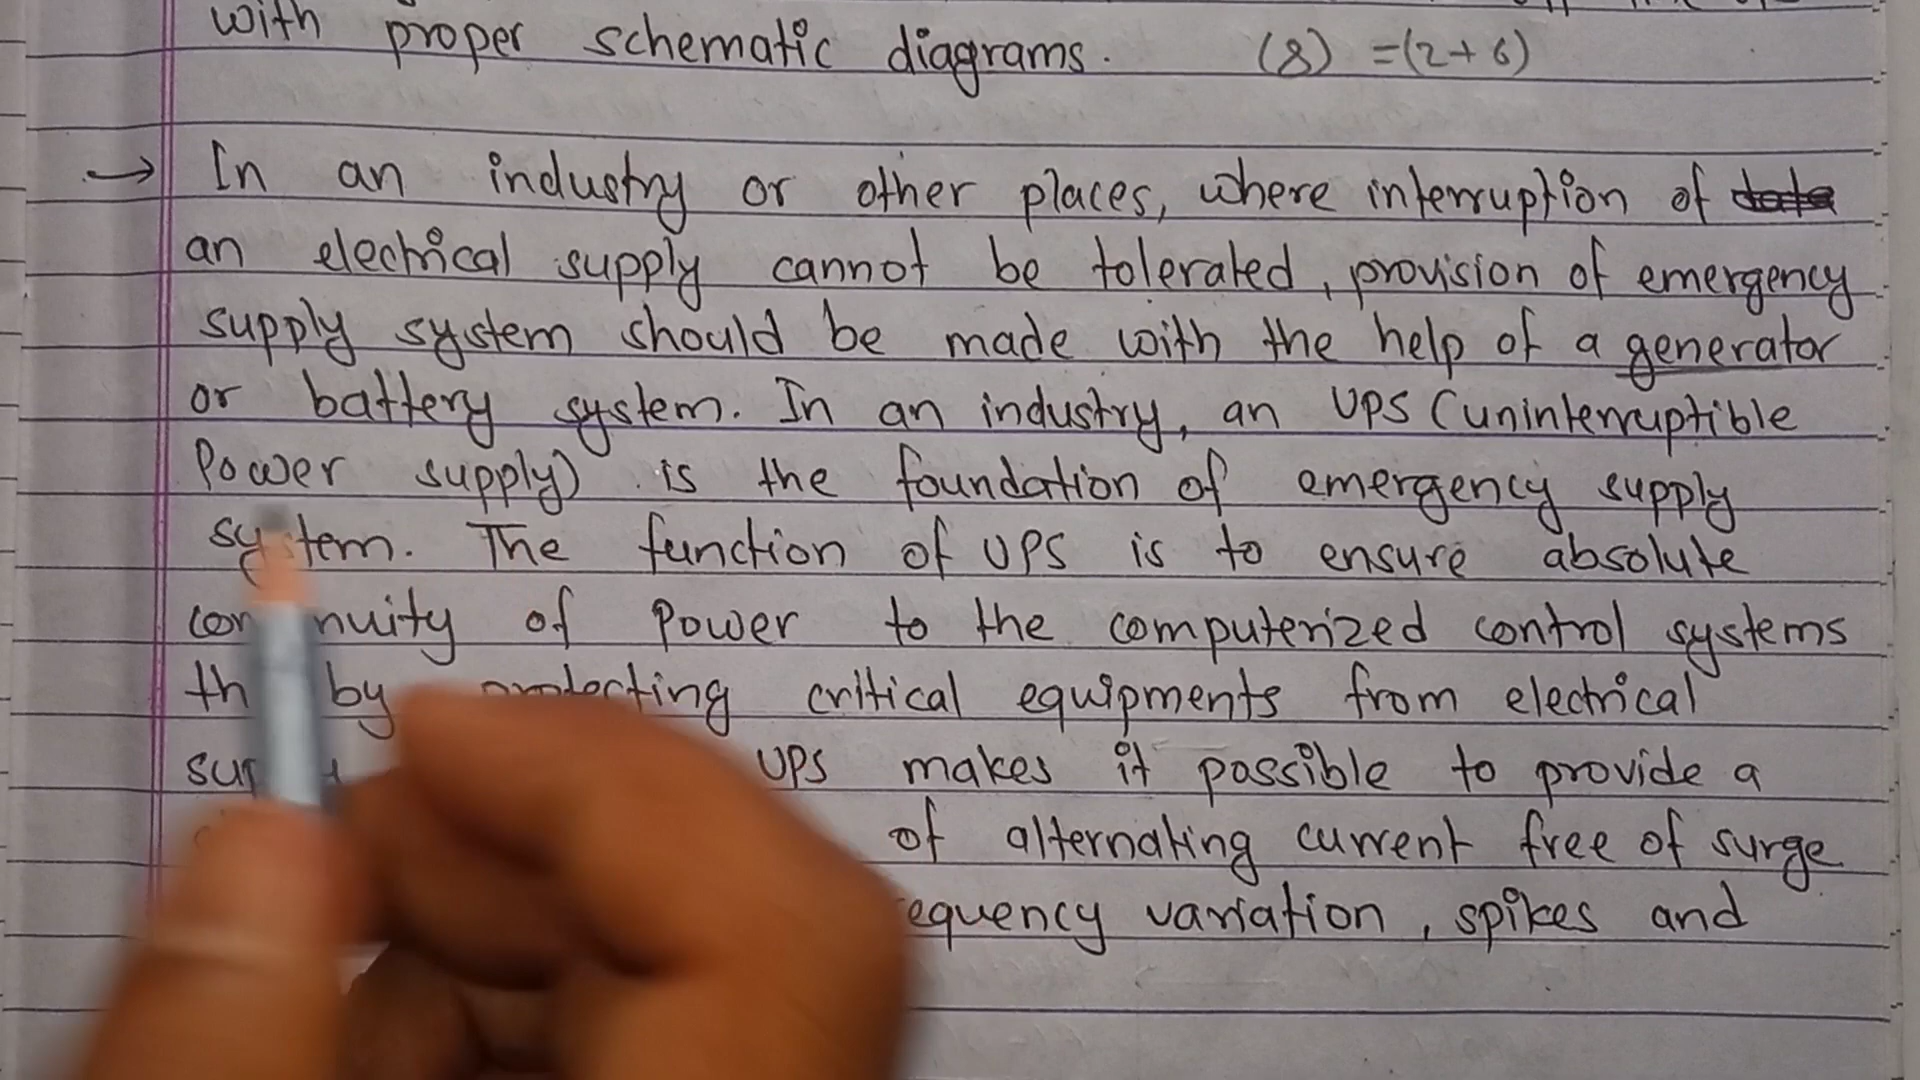 with proper schematic diagrams. (8) =(2+6)
→ In an industry or other places, where interruption of
an electrical supply cannot be tolerated, provision of emergency
supply system should be made with the help of a generator
or battery system. In an industry, an UPS (uninterruptible
Power supply) is the foundation of emergency supply
system. The function of UPS is to ensure absolute
continuity of Power to the computerized control systems
by protecting critical equipments from electrical
UPS makes it possible to provide a
of alternating current free of surge
variation, spikes and